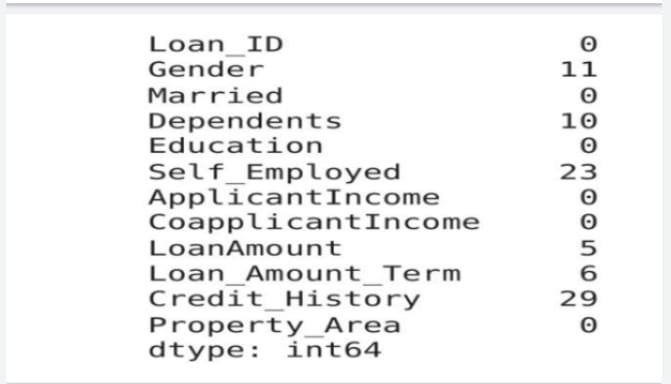 Loan_ID 0
Gender 11
Married 0
Dependents 10
Education 0
Self_Employed 23
ApplicantIncome 0
CoapplicantIncome 0
LoanAmount 5
Loan_Amount_Term 6
Credit_History 29
Property_Area 0
dtype: int64